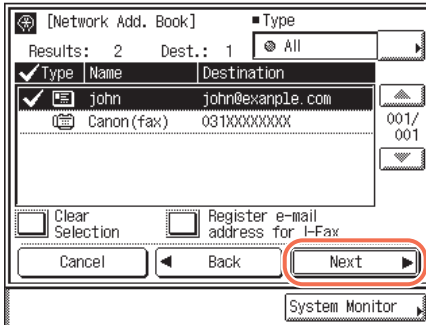 [Network Add. Book]
■Type
Results: 2 Dest.: 1
All
Type Name Destination
john john@exanple.com
Canon(fax) 031XXXXXXXX
001/
001
Clear
Selection
Register e-mail
address for I-Fax
Cancel
Back
Next
System Monitor